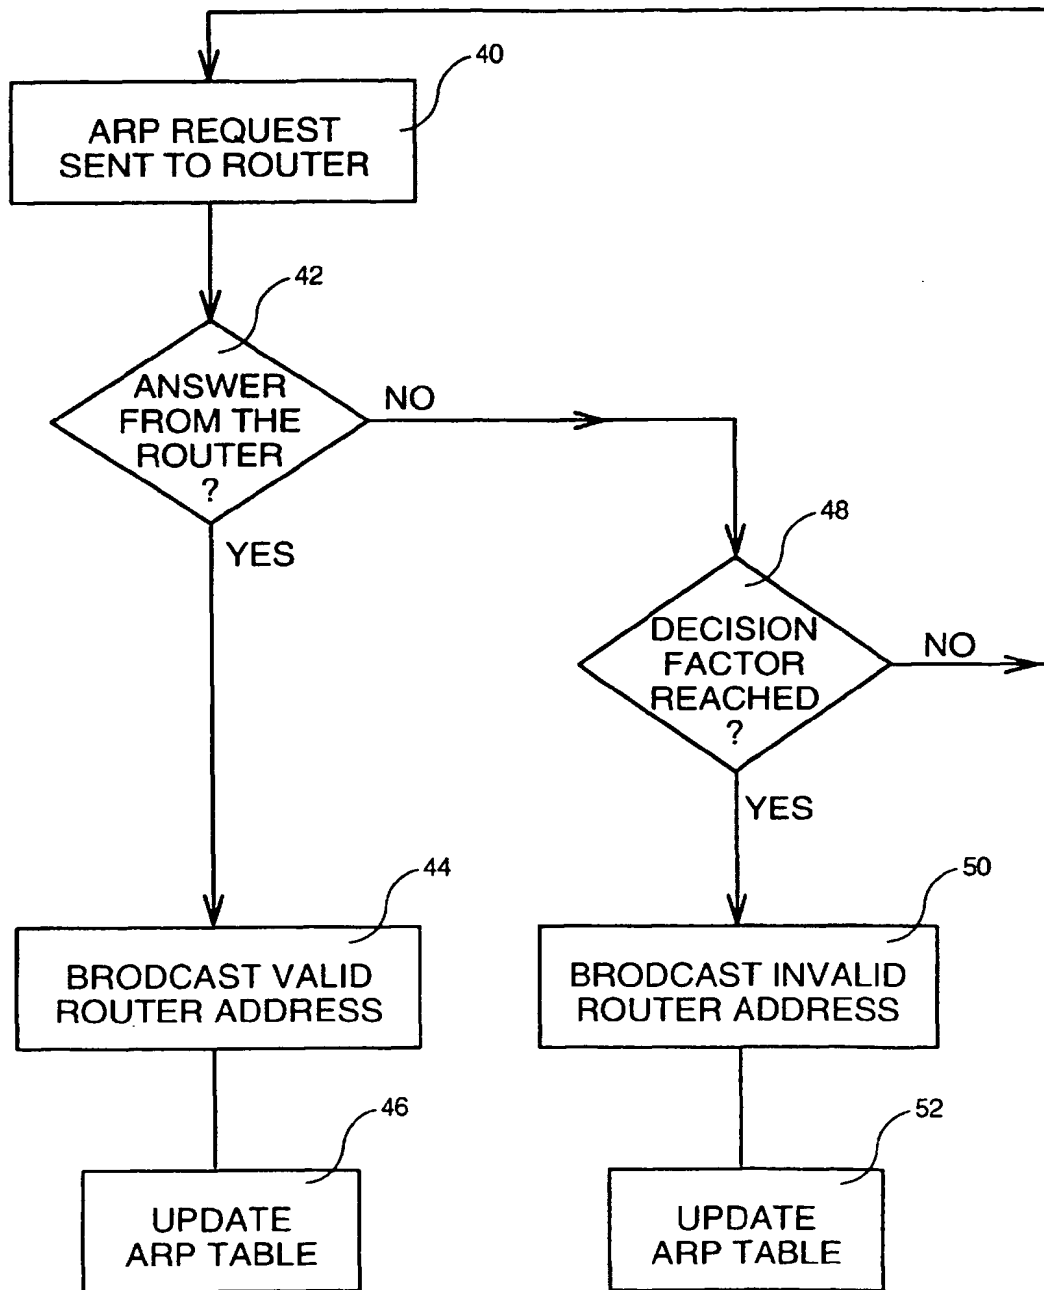 40
ARP REQUEST
SENT TO ROUTER
42
ANSWER
FROM THE
ROUTER
?
NO
YES
48
DECISION
FACTOR
REACHED
?
NO
YES
44
BRODCAST VALID
ROUTER ADDRESS
50
BRODCAST INVALID
ROUTER ADDRESS
46
UPDATE
ARP TABLE
52
UPDATE
ARP TABLE